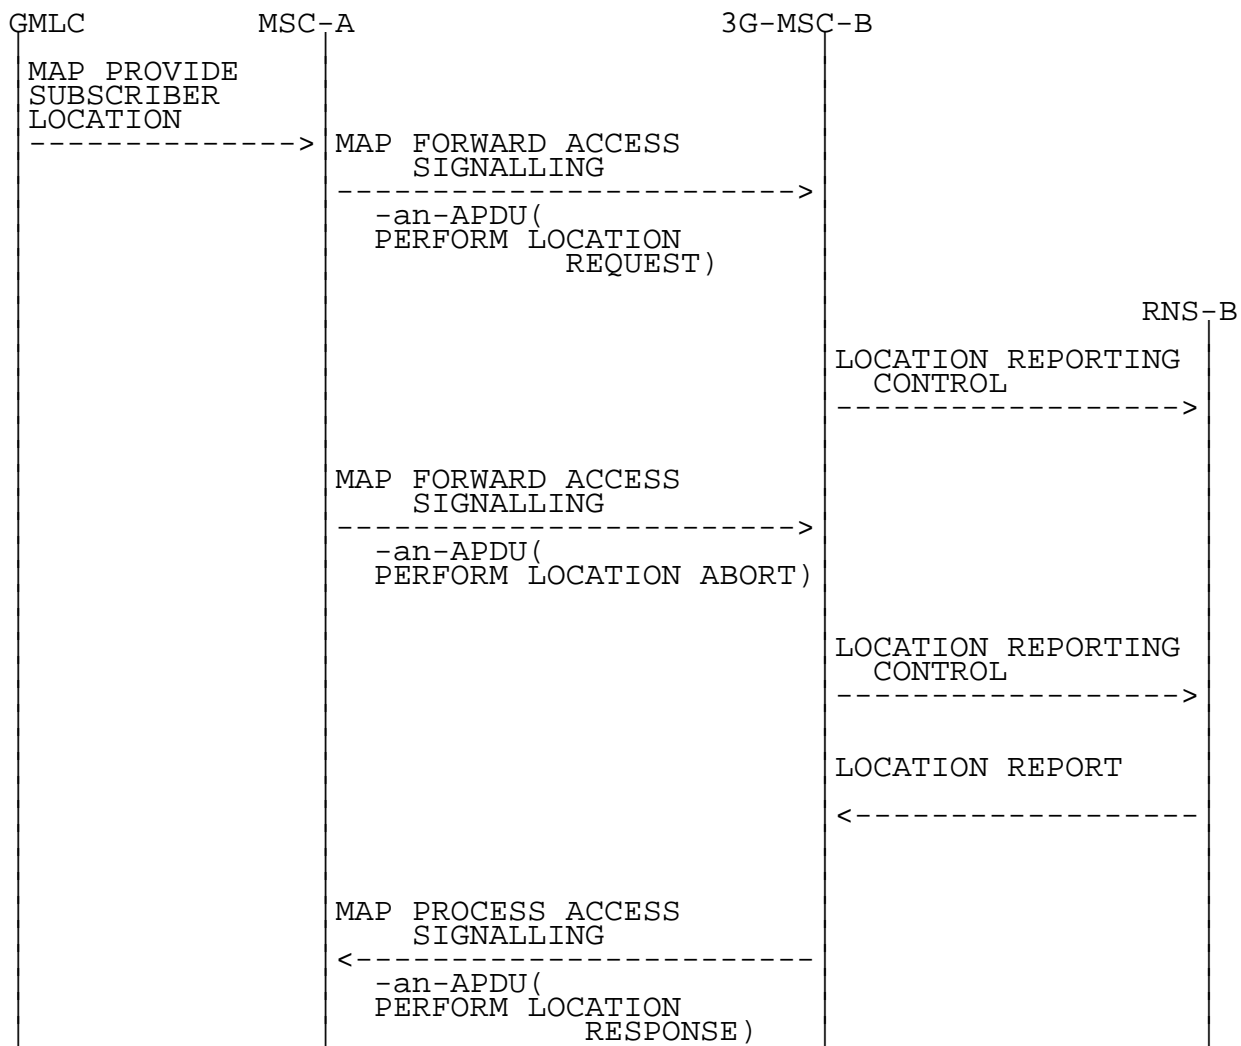 GMLC MSC-A 3G-MSC-B
MAP PROVIDE
SUBSCRIBER
LOCATION
MAP FORWARD ACCESS
SIGNALLING
-an-APDU(
PERFORM LOCATION
REQUEST)
RNS-B
LOCATION REPORTING
CONTROL
MAP FORWARD ACCESS
SIGNALLING
-an-APDU(
PERFORM LOCATION ABORT)
LOCATION REPORTING
CONTROL
LOCATION REPORT
MAP PROCESS ACCESS
SIGNALLING
-an-APDU(
PERFORM LOCATION
RESPONSE)